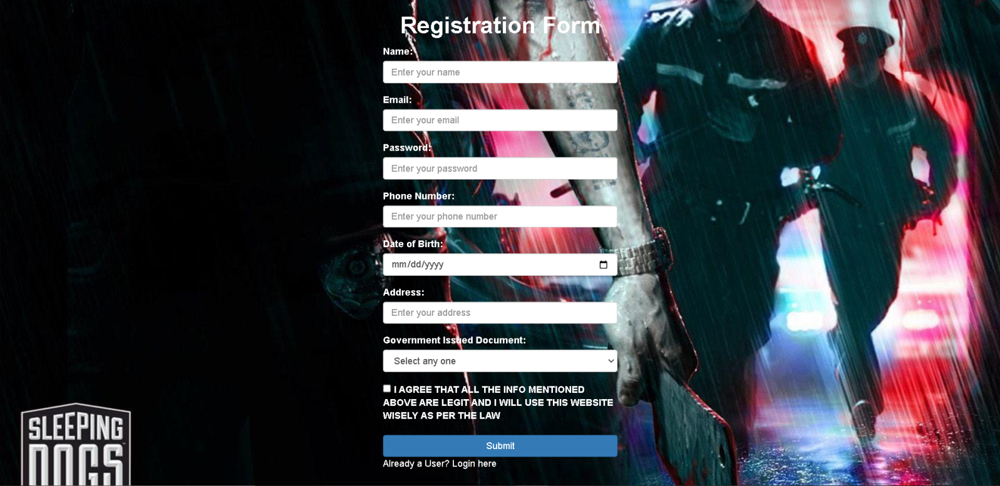 Registration Form
Name:
Enter your name
Email:
Enter your email
Password:
Enter your password
Phone Number:
Enter your phone number
Date of Birth:
mm/dd/yyyy
Address:
Enter your address
Government Issued Document:
Select any one
I AGREE THAT ALL THE INFO MENTIONED
ABOVE ARE LEGIT AND I WILL USE THIS WEBSITE
WISELY AS PER THE LAW
Submit
Already a User? Login here
SLEEPING
DOGS